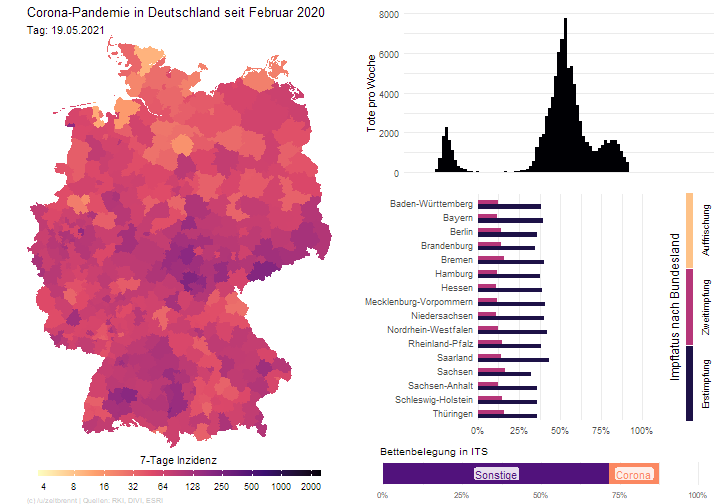 Corona-Pandemie in Deutschland seit Februar 2020
Tag: 19.05.2021
7-Tage Inzidenz
4 8 16 32 64 128 250 500 1000 2000
(c) /u/zeitbrennt | Quellen: RKI, DIVI, ESRI
Tote pro Woche
8000
6000
4000
2000
0
Baden-Württemberg
Bayern
Berlin
Brandenburg
Bremen
Hamburg
Hessen
Mecklenburg-Vorpommern
Niedersachsen
Nordrhein-Westfalen
Rheinland-Pfalz
Saarland
Sachsen
Sachsen-Anhalt
Schleswig-Holstein
Thüringen
0% 25% 50% 75% 100%
Impfstatus nach Bundesland
Auffrischung
Zweitimpfung
Erstimpfung
Bettenbelegung in ITS
Sonstige
Corona
0% 25% 50% 75% 100%